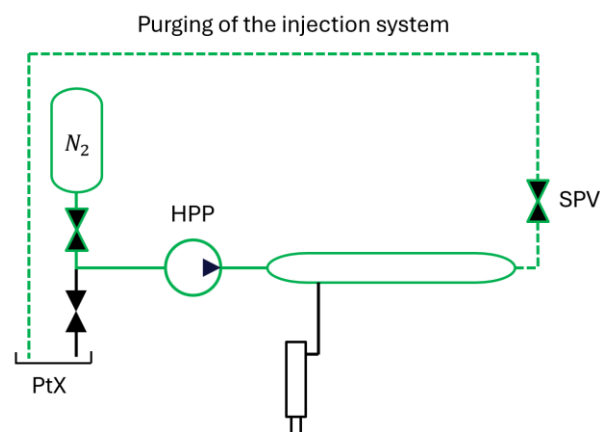 Purging of the injection system
N₂
HPP
SPV
PtX